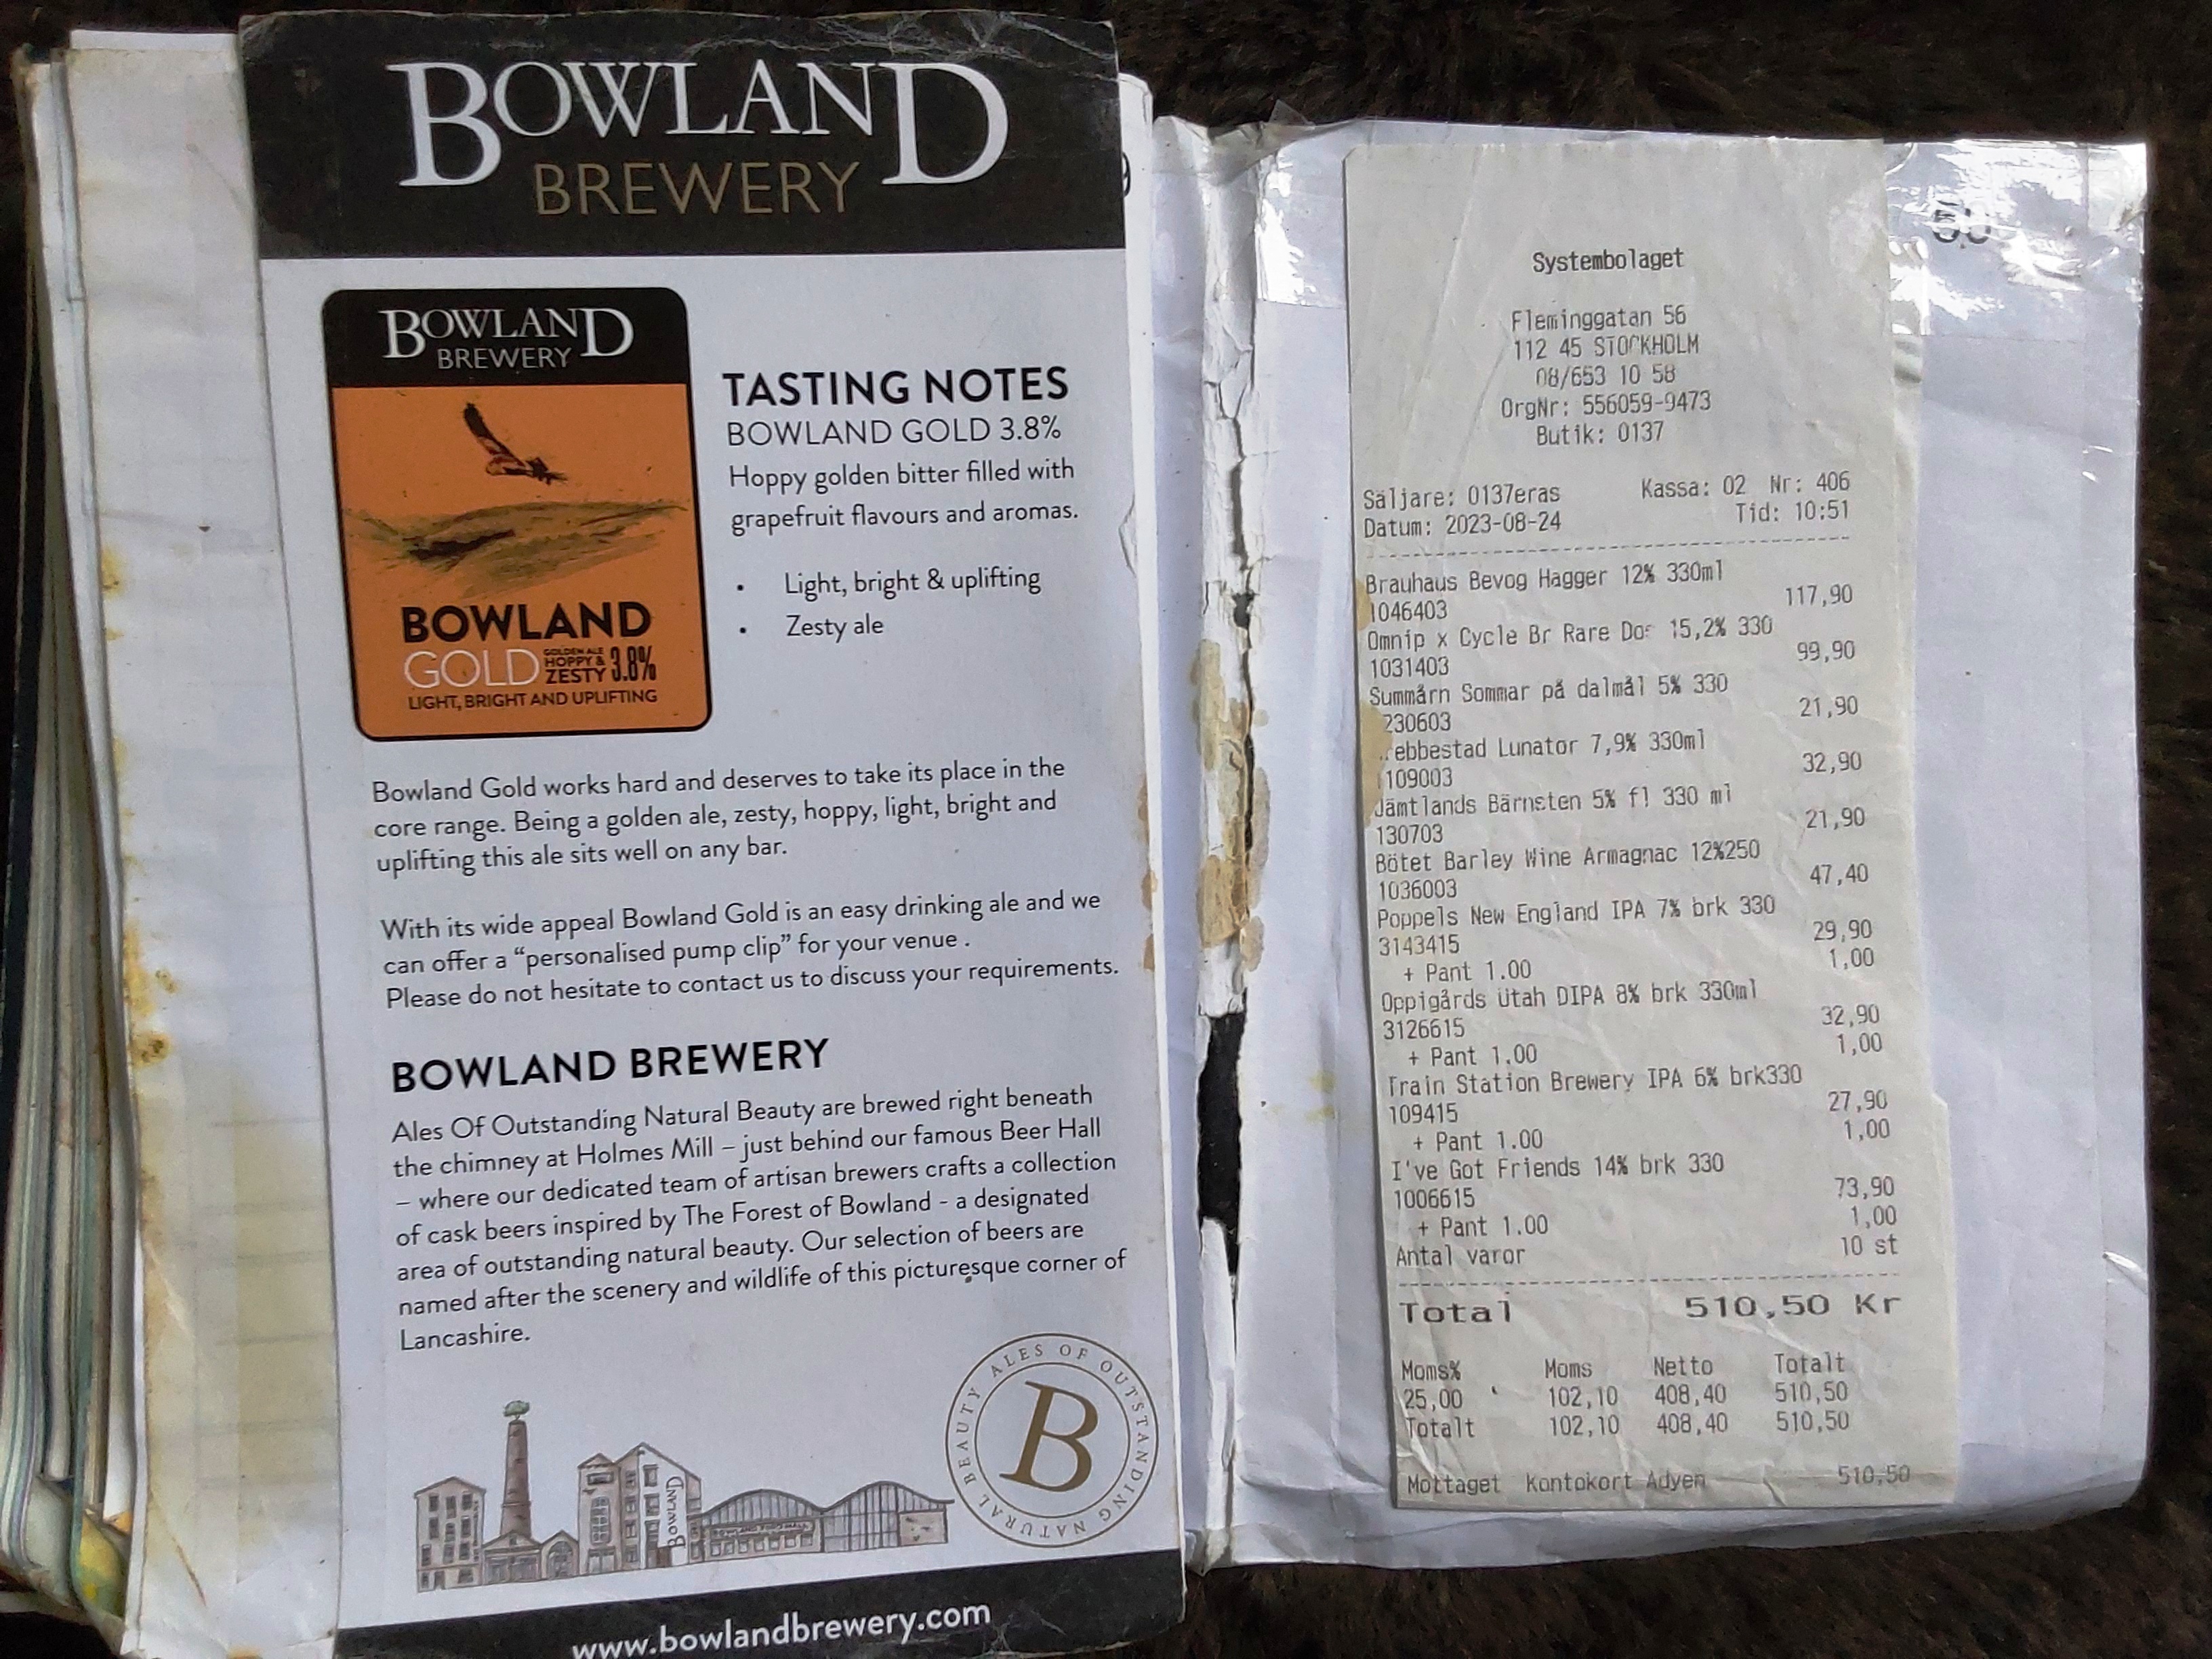 BOWLAND
BREWERY
BOWLAND
BREWERY
BOWLAND
GOLD
GOLDEN ALE
HOPPY &
ZESTY
3.8%
LIGHT, BRIGHT AND UPLIFTING
TASTING NOTES
BOWLAND GOLD 3.8%
Hoppy golden bitter filled with
grapefruit flavours and aromas.
• Light, bright & uplifting
• Zesty ale
Bowland Gold works hard and deserves to take its place in the
core range. Being a golden ale, zesty, hoppy, light, bright and
uplifting this ale sits well on any bar.
With its wide appeal Bowland Gold is an easy drinking ale and we
can offer a “personalised pump clip” for your venue .
Please do not hesitate to contact us to discuss your requirements.
BOWLAND BREWERY
Ales Of Outstanding Natural Beauty are brewed right beneath
the chimney at Holmes Mill – just behind our famous Beer Hall
– where our dedicated team of artisan brewers crafts a collection
of cask beers inspired by The Forest of Bowland - a designated
area of outstanding natural beauty. Our selection of beers are
named after the scenery and wildlife of this picturesque corner of
Lancashire.
BOWLAND
ALES OF OUTSTANDING NATURAL BEAUTY
B
www.bowlandbrewery.com
Systembolaget
Fleminggatan 56
112 45 STOCKHOLM
08/653 10 58
OrgNr: 556059-9473
Butik: 0137
Säljare: 0137eras Kassa: 02 Nr: 406
Datum: 2023-08-24 Tid: 10:51
Brauhaus Bevog Hagger 12% 330ml
1046403 117,90
Omnip x Cycle Br Rare Dos 15,2% 330
1031403 99,90
Summårn Sommar på dalmål 5% 330
230603 21,90
ebbestad Lunator 7,9% 330ml
109003 32,90
Jämtlands Bärnsten 5% fl 330 ml
130703 21,90
Bötet Barley Wine Armagnac 12%250
1036003 47,40
Poppels New England IPA 7% brk 330
3143415 29,90
+ Pant 1.00 1,00
Oppigårds Utah DIPA 8% brk 330ml
3126615 32,90
+ Pant 1.00 1,00
Train Station Brewery IPA 6% brk330
109415 27,90
+ Pant 1.00 1,00
I've Got Friends 14% brk 330
1006615 73,90
+ Pant 1.00 1,00
Antal varor 10 st
Total 510,50 Kr
Moms% Moms Netto Totalt
25,00 102,10 408,40 510,50
Totalt 102,10 408,40 510,50
Mottaget Kontokort Adyen 510,50